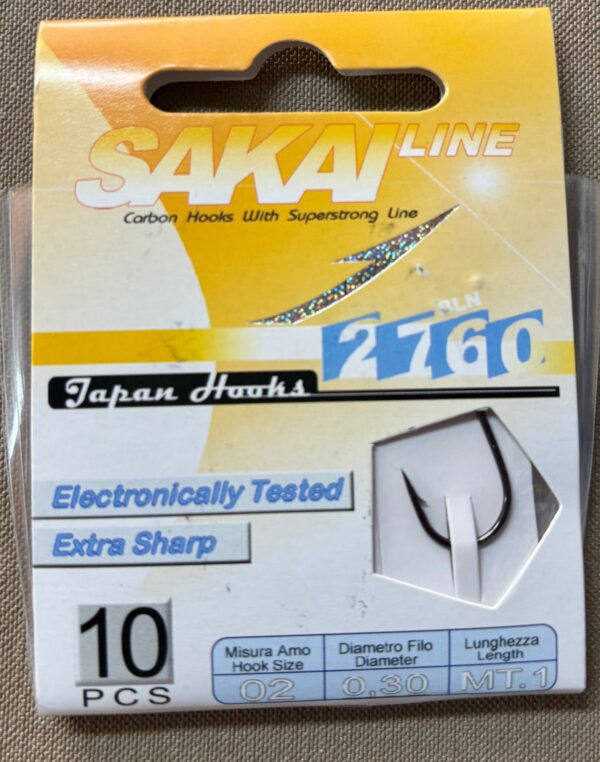 SAKAI LINE
Carbon Hooks With Superstrong Line
BLN
2760
Japan Hooks
Electronically Tested
Extra Sharp
10
PCS
Misura Amo
Hook Size
02
Diametro Filo
Diameter
0,30
Lunghezza
Length
MT.1